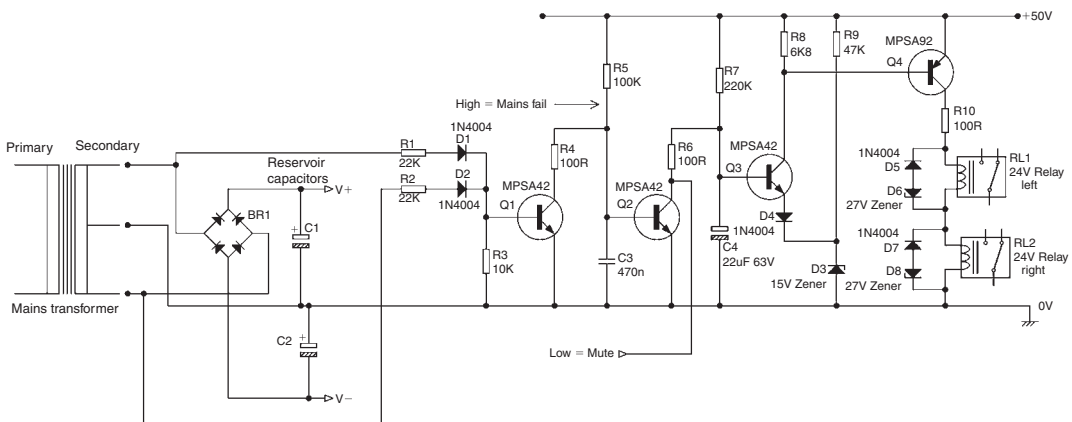 +50V
R8
6K8
R9
47K
MPSA92
Q4
R5
100K
R7
220K
High = Mains fail
R10
100R
Primary
Secondary
1N4004
D1
R1
22K
R2
22K
D2
1N4004
R4
100R
R6
100R
MPSA42
Q3
1N4004
D5
RL1
24V Relay
left
Reservoir
capacitors
V+
MPSA42
Q1
MPSA42
Q2
D6
27V Zener
BR1
+
C1
D4
1N4004
C4
22uF 63V
R3
10K
C3
470n
D3
15V Zener
1N4004
D7
D8
27V Zener
RL2
24V Relay
right
Mains transformer
0V
+
C2
Low = Mute
V−